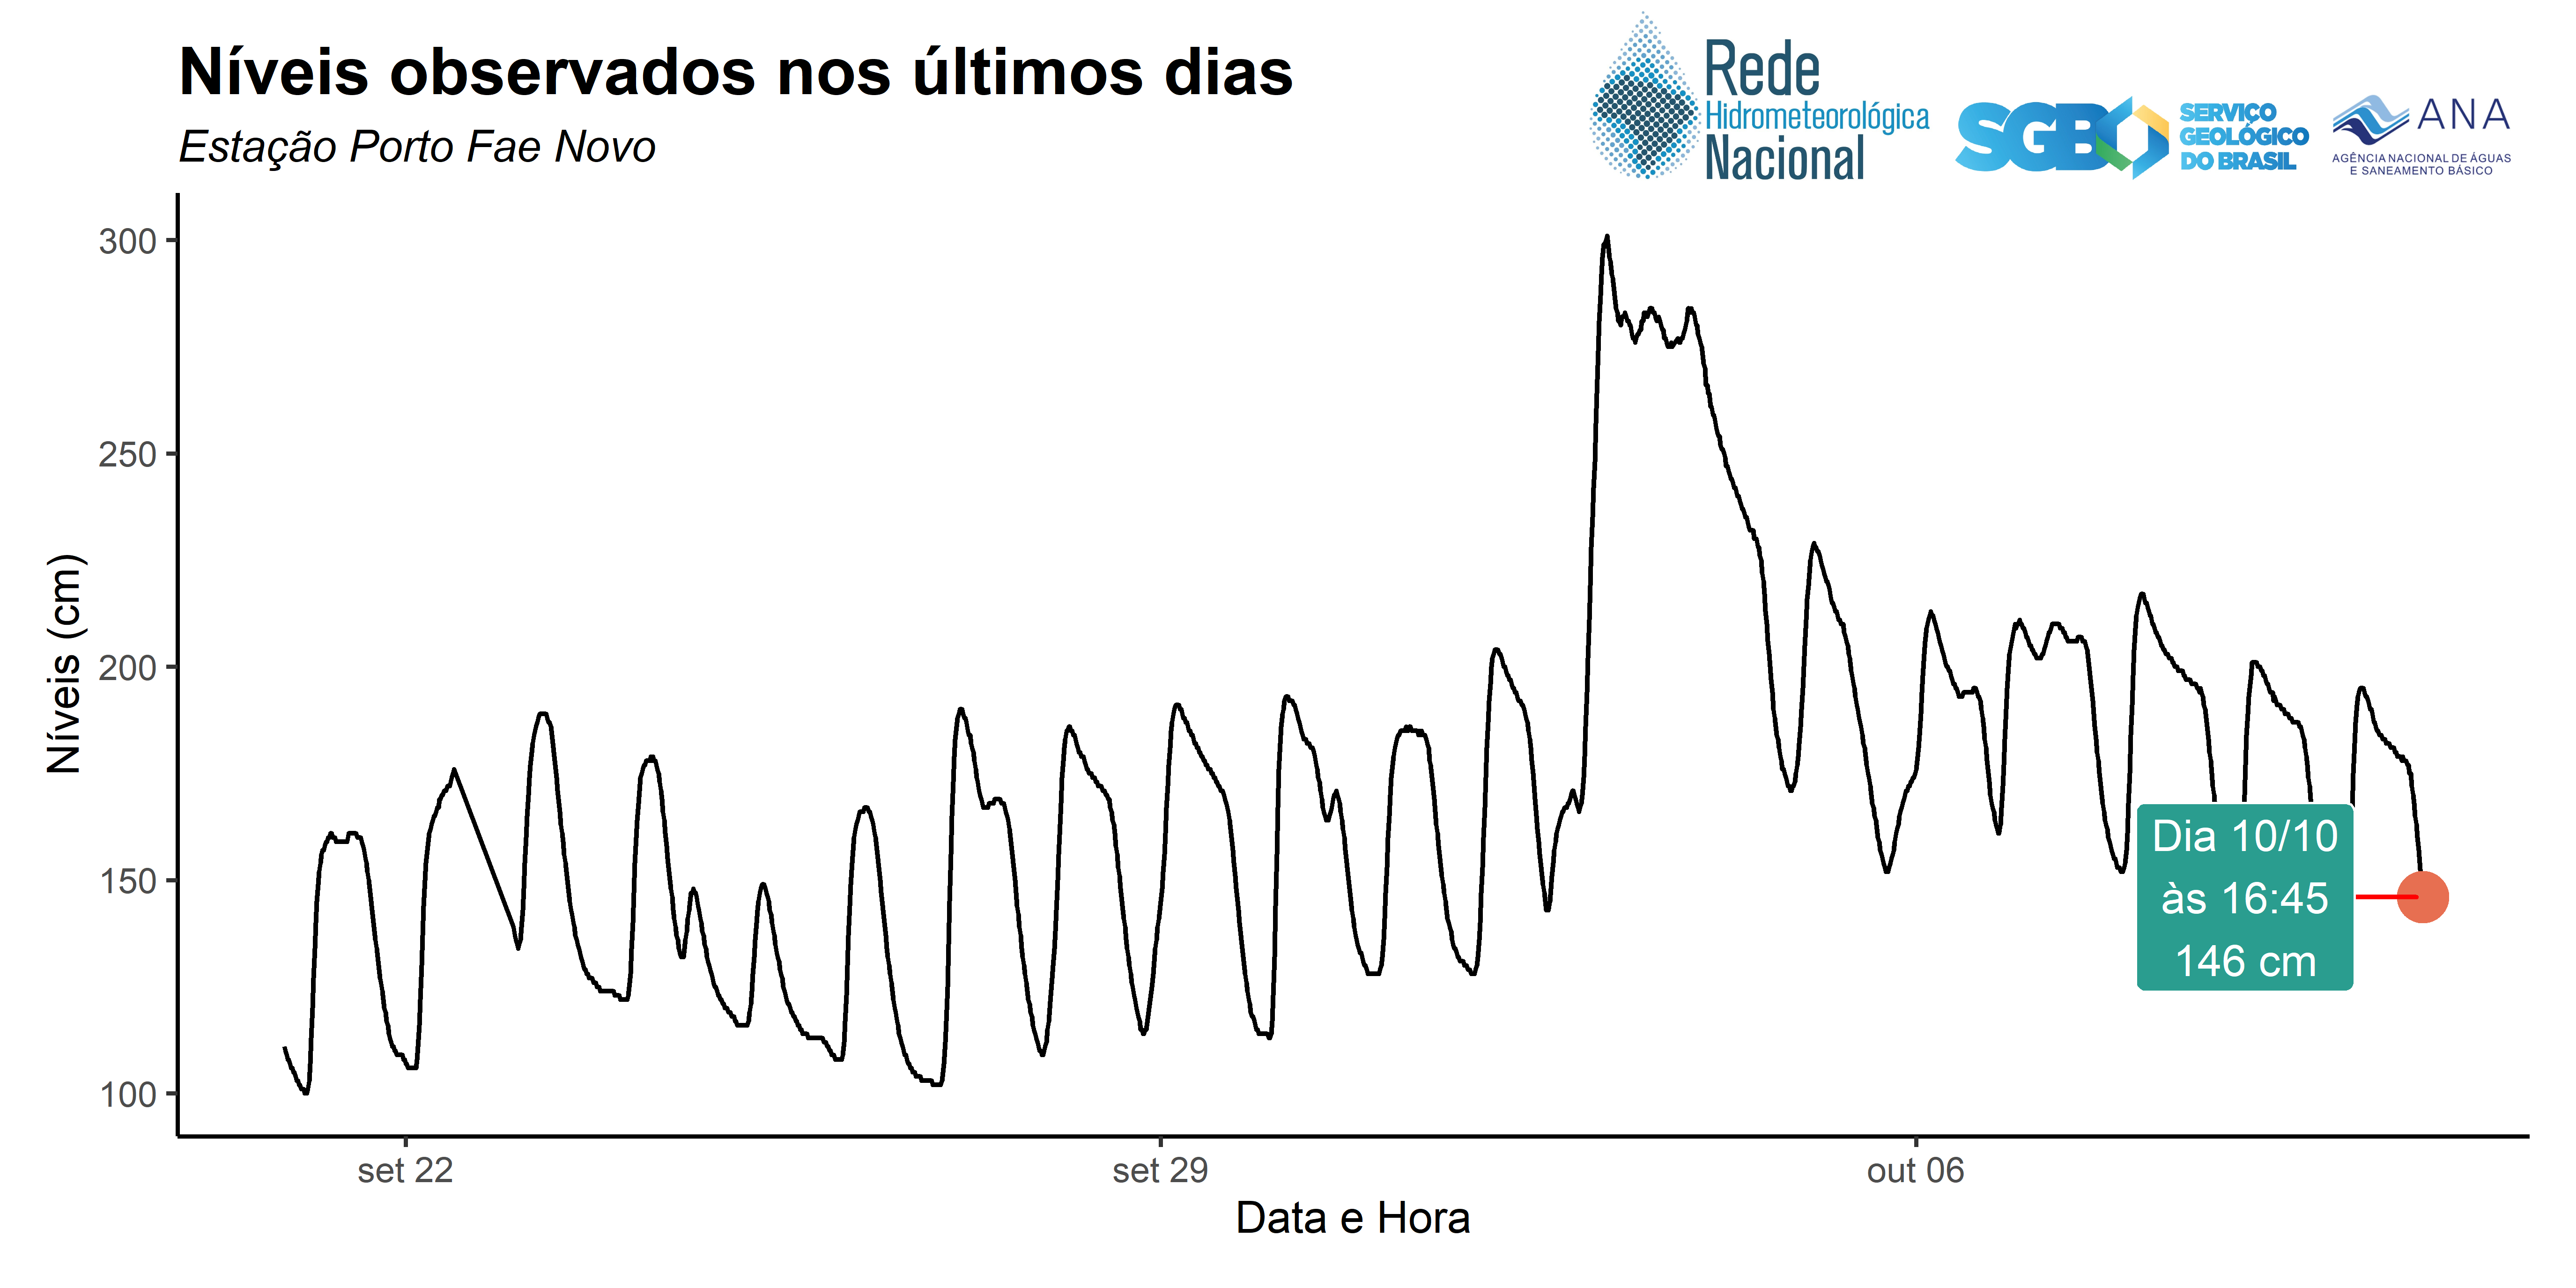 Níveis observados nos últimos dias
Estação Porto Fae Novo
Rede
Hidrometeorológica
Nacional
SGB
SERVIÇO
GEOLÓGICO
DO BRASIL
ANA
AGÊNCIA NACIONAL DE ÁGUAS
E SANEAMENTO BÁSICO
300
250
200
150
100
Níveis (cm)
Dia 10/10
às 16:45
146 cm
set 22
set 29
out 06
Data e Hora